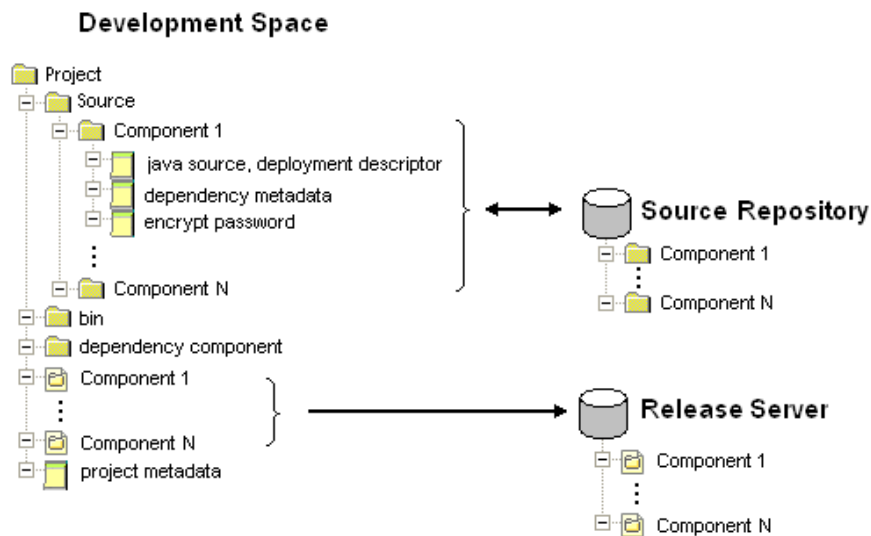 Development Space
Project
Source
Component 1
java source, deployment descriptor
dependency metadata
encrypt password
Component N
bin
dependency component
Component 1
Component N
project metadata
Source Repository
Component 1
Component N
Release Server
Component 1
Component N